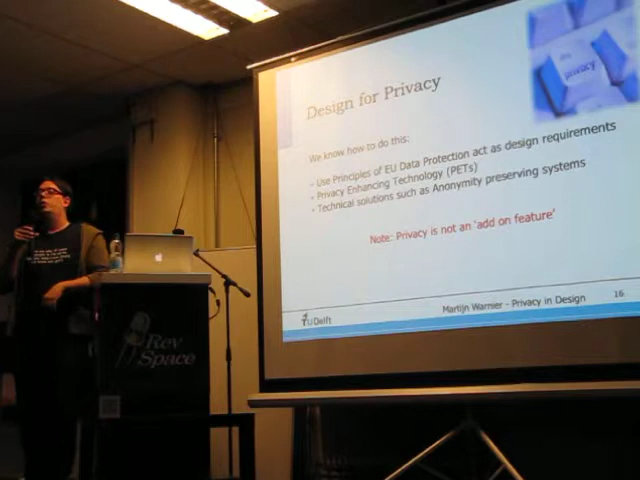 privacy
Design for Privacy
We know how to do this:
- Use Principles of EU Data Protection act as design requirements
- Privacy Enhancing Technology (PETs)
- Technical solutions such as Anonymity preserving systems
Note: Privacy is not an 'add on feature'
TU Delft
Martijn Warnier - Privacy in Design
16
Rev
Space